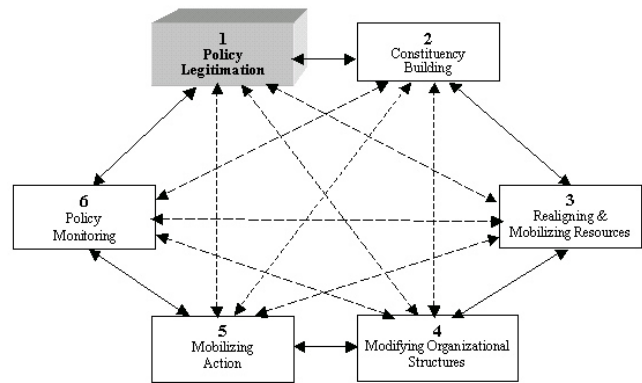 1
Policy
Legitimation
2
Constituency
Building
3
Realigning &
Mobilizing Resources
4
Modifying Organizational
Structures
5
Mobilizing
Action
6
Policy
Monitoring